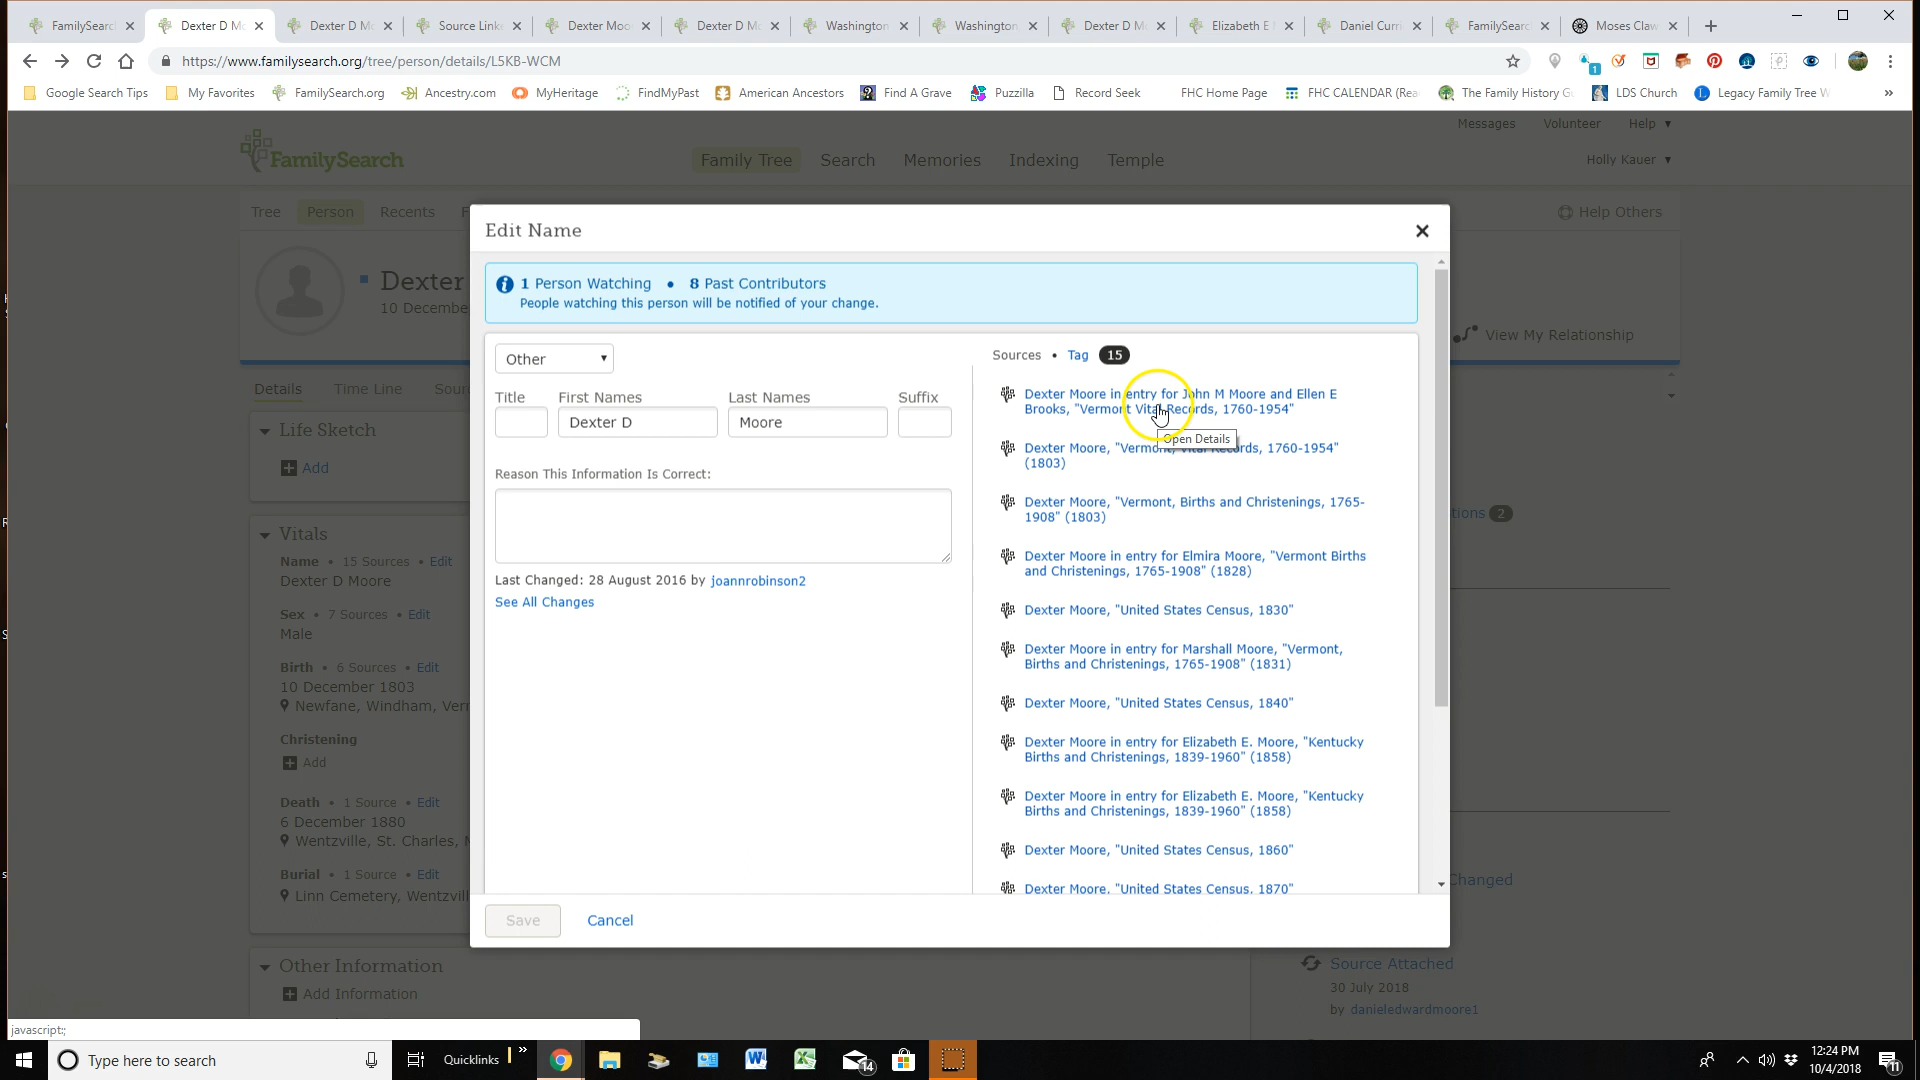 FamilySearc
Dexter D Mo
Dexter D Mo
Source Linke
Dexter Moo
Dexter D Mo
Washington
Washington
Dexter D Mo
Elizabeth E
Daniel Curri
FamilySearc
Moses Claw
https://www.familysearch.org/tree/person/details/L5KB-WCM
1
Google Search Tips
My Favorites
FamilySearch.org
Ancestry.com
MyHeritage
FindMyPast
American Ancestors
Find A Grave
Puzzilla
Record Seek
FHC Home Page
FHC CALENDAR (Rea
The Family History
LDS Church
Legacy Family Tree W
»
Messages
Volunteer
Help ▼
FamilySearch
Family Tree
Search
Memories
Indexing
Temple
Holly Kauer ▼
Tree
Person
Recents
F
Help Others
Dexter
10 Decembe
View My Relationship
Details
Time Line
Sour
Life Sketch
Add
Vitals
Name • 15 Sources • Edit
Dexter D Moore
Sex • 7 Sources • Edit
Male
Birth • 6 Sources • Edit
10 December 1803
Newfane, Windham, Ver
Christening
Add
Death • 1 Source • Edit
6 December 1880
Wentzville, St. Charles, M
Burial • 1 Source • Edit
Linn Cemetery, Wentzvill
Other Information
Add Information
Edit Name
1 Person Watching • 8 Past Contributors
People watching this person will be notified of your change.
Other
Title
First Names
Last Names
Suffix
Dexter D
Moore
Reason This Information Is Correct:
Last Changed: 28 August 2016 by joannrobinson2
See All Changes
Sources • Tag 15
Dexter Moore in entry for John M Moore and Ellen E
Brooks, "Vermont Vital Records, 1760-1954"
Open Details
Dexter Moore, "Vermont, Vital Records, 1760-1954"
(1803)
Dexter Moore, "Vermont, Births and Christenings, 1765-
1908" (1803)
Dexter Moore in entry for Elmira Moore, "Vermont Births
and Christenings, 1765-1908" (1828)
Dexter Moore, "United States Census, 1830"
Dexter Moore in entry for Marshall Moore, "Vermont,
Births and Christenings, 1765-1908" (1831)
Dexter Moore, "United States Census, 1840"
Dexter Moore in entry for Elizabeth E. Moore, "Kentucky
Births and Christenings, 1839-1960" (1858)
Dexter Moore in entry for Elizabeth E. Moore, "Kentucky
Births and Christenings, 1839-1960" (1858)
Dexter Moore, "United States Census, 1860"
Dexter Moore, "United States Census, 1870"
Save
Cancel
tions 2
Changed
Source Attached
30 July 2018
by danieledwardmoore1
javascript:;
Type here to search
Quicklinks
»
14
12:24 PM
10/4/2018
11